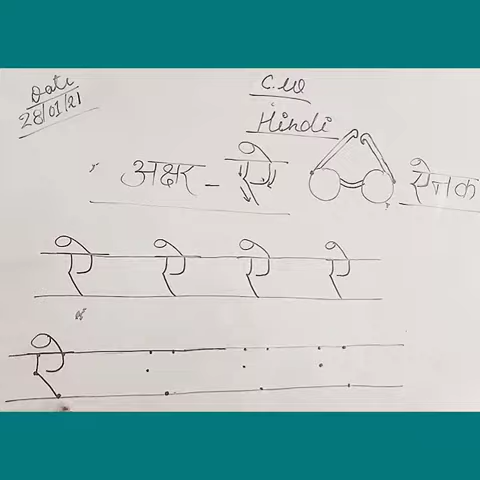 Date
28/01/21
C.W
Hindi
अक्षर - ऐ
ऐनक
ऐ ऐ ऐ ऐ
ऐ